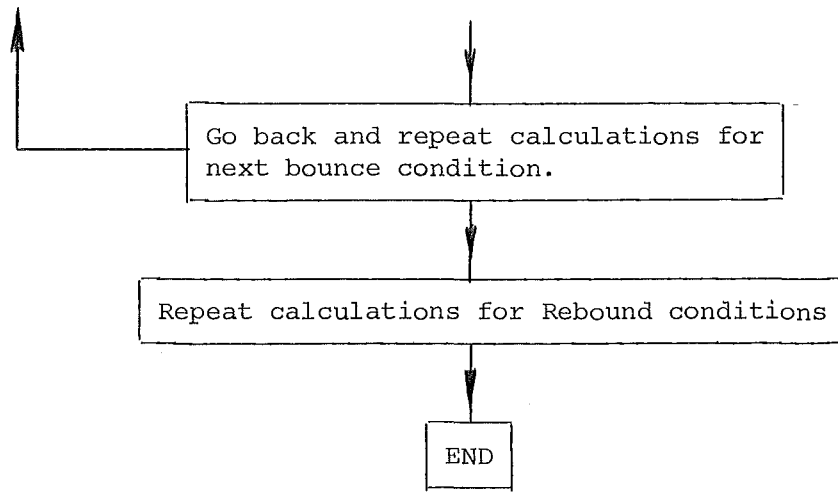 Go back and repeat calculations for
next bounce condition.
Repeat calculations for Rebound conditions
END